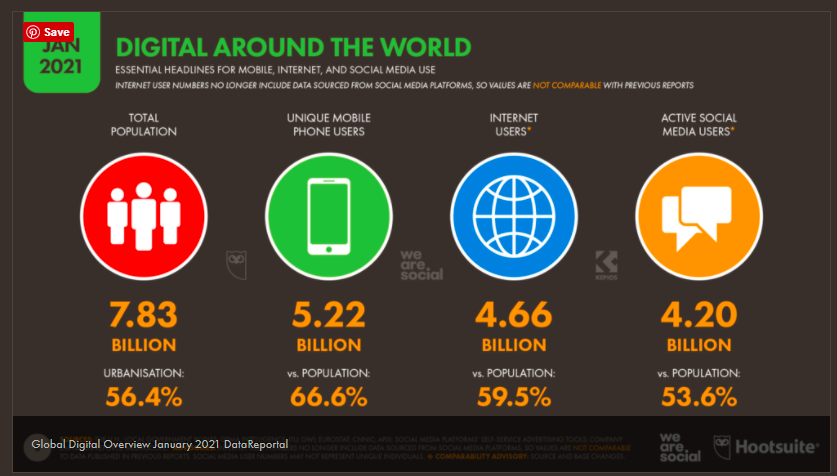 Save
JAN
2021
DIGITAL AROUND THE WORLD
ESSENTIAL HEADLINES FOR MOBILE, INTERNET, AND SOCIAL MEDIA USE
INTERNET USER NUMBERS NO LONGER INCLUDE DATA SOURCED FROM SOCIAL MEDIA PLATFORMS, SO VALUES ARE NOT COMPARABLE WITH PREVIOUS REPORTS
TOTAL
POPULATION
UNIQUE MOBILE
PHONE USERS
INTERNET
USERS*
ACTIVE SOCIAL
MEDIA USERS*
we
are
social
KEPIOS
7.83
BILLION
5.22
BILLION
4.66
BILLION
4.20
BILLION
URBANISATION:
56.4%
vs. POPULATION:
66.6%
vs. POPULATION:
59.5%
vs. POPULATION:
53.6%
Global Digital Overview January 2021 DataReportal
we
are
social
Hootsuite®